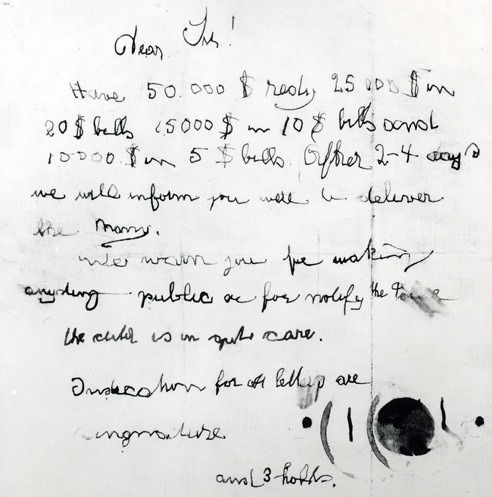 Dear Sir!
Have 50.000 $ redy 25 000 $ in
20 $ bills 15000 $ in 10 $ bills and
10000 $ in 5 $ bills. After 2-4 days
we will inform you were to deliver
the Mony.
We warn you for making
anyding public or for notify the Police
the child is in gute care.
Indication for all are
singnature
and 3 holds.